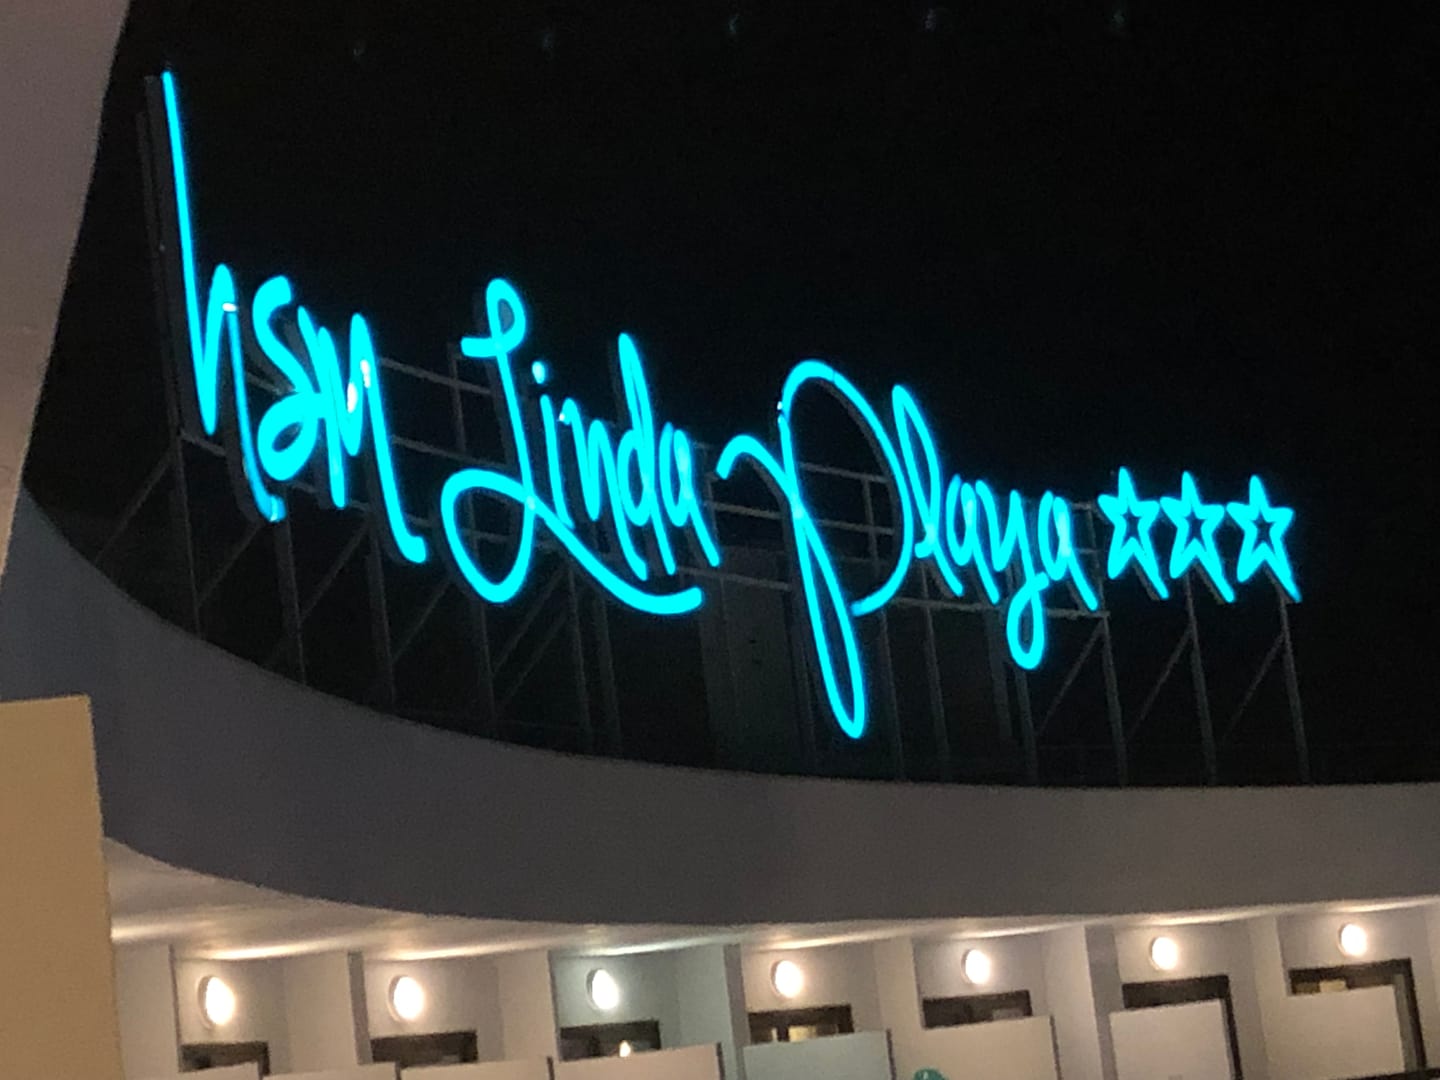 hsm Linda Playa ☆☆☆